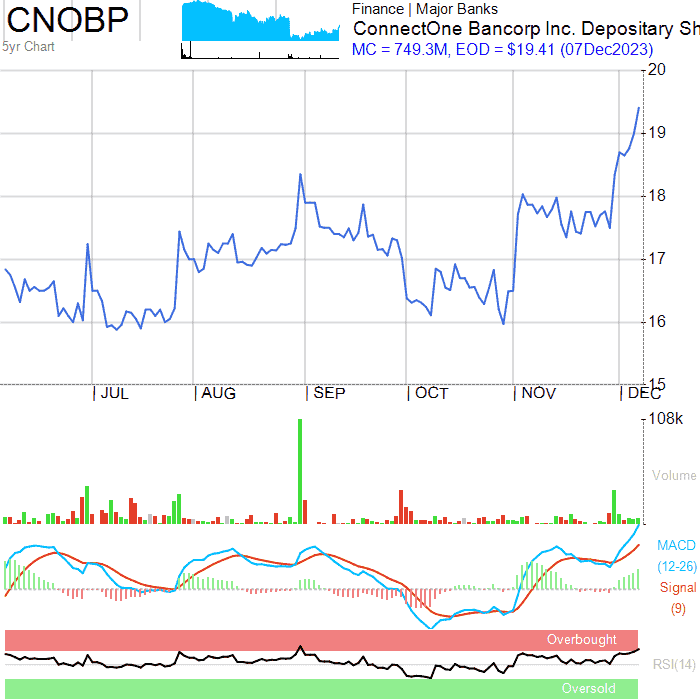 CNOBP
5yr Chart
Finance | Major Banks
ConnectOne Bancorp Inc. Depositary Sh
MC = 749.3M, EOD = $19.41 (07Dec2023)
20
19
18
17
16
15
JUL AUG SEP OCT NOV DEC
108k
Volume
MACD
(12-26)
Signal
(9)
Overbought
RSI(14)
Oversold